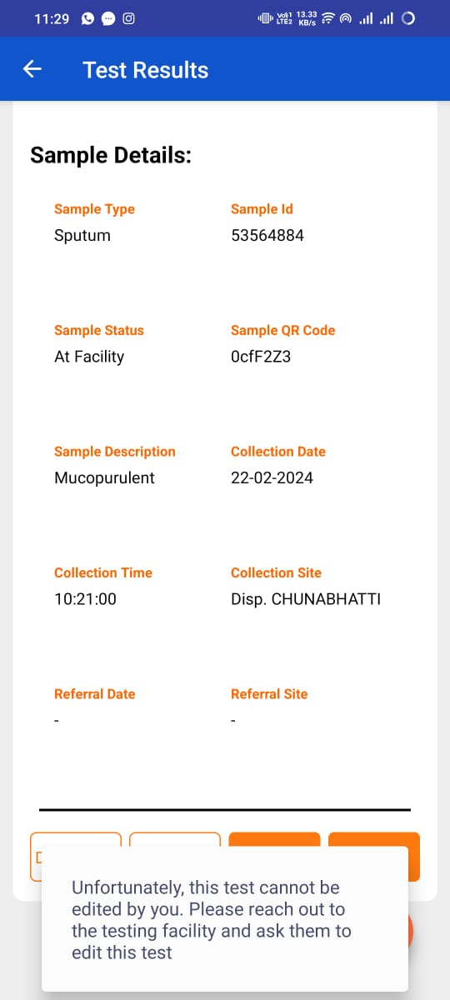 11:29
Vo1 LTE2 13.33 KB/s
Test Results
Sample Details:
Sample Type Sample Id
Sputum 53564884
Sample Status Sample QR Code
At Facility 0cfF2Z3
Sample Description Collection Date
Mucopurulent 22-02-2024
Collection Time Collection Site
10:21:00 Disp. CHUNABHATTI
Referral Date Referral Site
- -
Unfortunately, this test cannot be
edited by you. Please reach out to
the testing facility and ask them to
edit this test